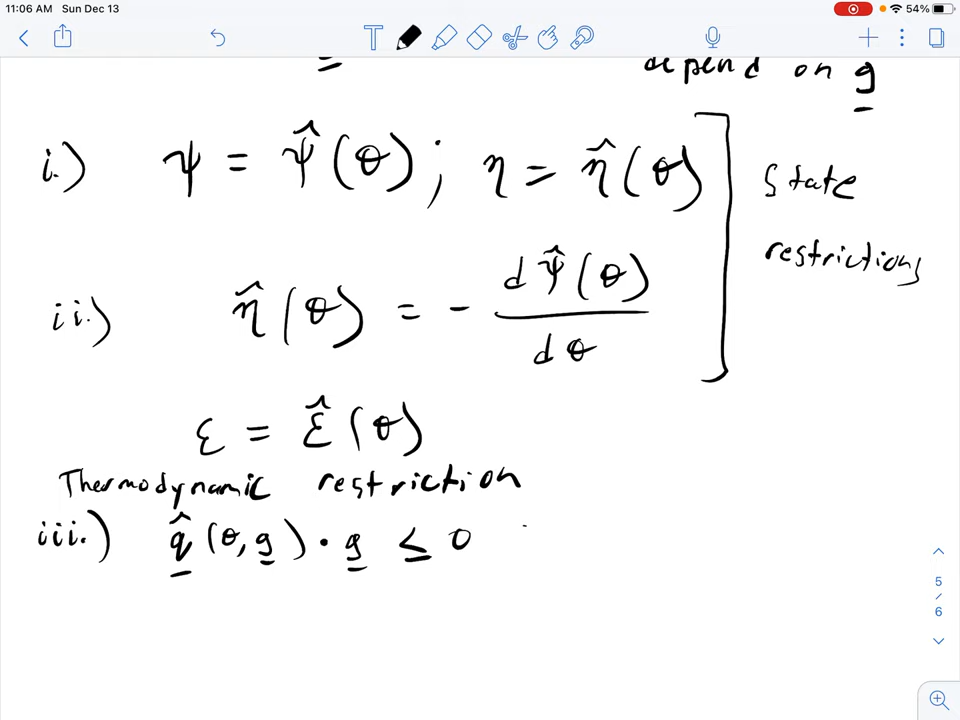 11:06 AM Sun Dec 13
54%
T
depend on g
i.) ψ = ψ̂(θ); η = η̂(θ)
State
restrictions
ii.) η̂(θ) = - dψ̂(θ)/dθ
ε = ε̂(θ)
Thermodynamic restriction
iii.) q̂(θ, g) · g ≤ 0
5
/
6